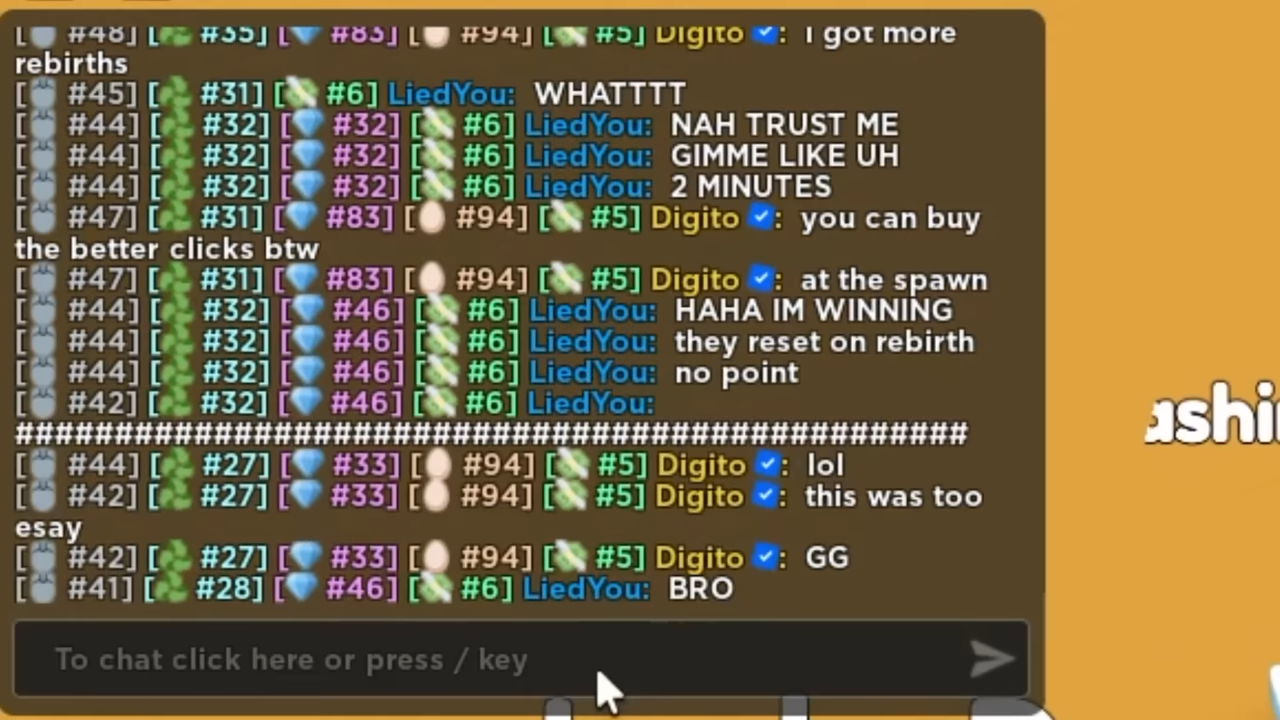 [ #48] [ #35] [ #83] [ #94] [ #5] Digito : I got more
rebirths
[ #45] [ #31] [ #6] LiedYou: WHATTTT
[ #44] [ #32] [ #32] [ #6] LiedYou: NAH TRUST ME
[ #44] [ #32] [ #32] [ #6] LiedYou: GIMME LIKE UH
[ #44] [ #32] [ #32] [ #6] LiedYou: 2 MINUTES
[ #47] [ #31] [ #83] [ #94] [ #5] Digito : you can buy
the better clicks btw
[ #47] [ #31] [ #83] [ #94] [ #5] Digito : at the spawn
[ #44] [ #32] [ #46] [ #6] LiedYou: HAHA IM WINNING
[ #44] [ #32] [ #46] [ #6] LiedYou: they reset on rebirth
[ #44] [ #32] [ #46] [ #6] LiedYou: no point
[ #42] [ #32] [ #46] [ #6] LiedYou:
################################################
[ #44] [ #27] [ #33] [ #94] [ #5] Digito : lol
[ #42] [ #27] [ #33] [ #94] [ #5] Digito : this was too
esay
[ #42] [ #27] [ #33] [ #94] [ #5] Digito : GG
[ #41] [ #28] [ #46] [ #6] LiedYou: BRO
To chat click here or press / key